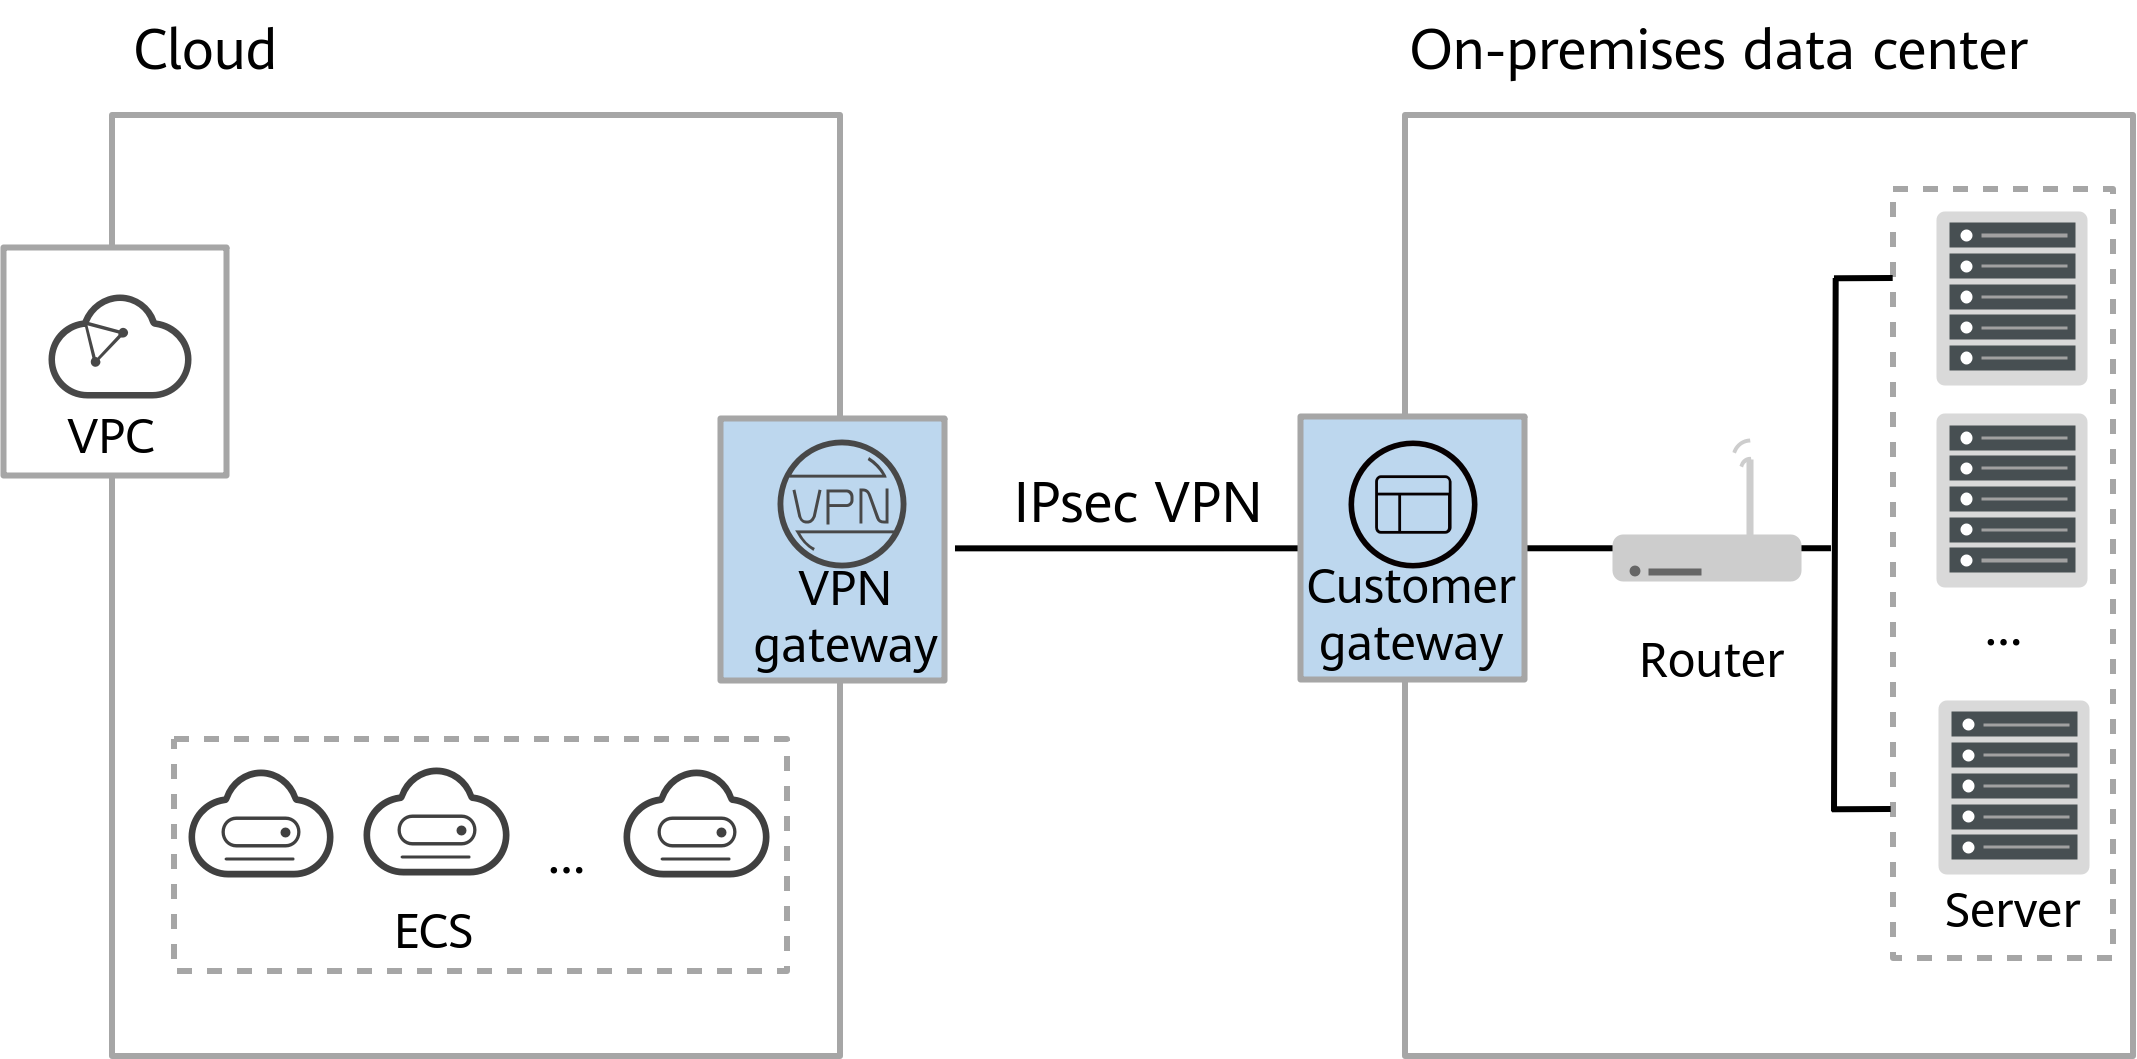 Cloud
On-premises data center
VPC
VPN
VPN
gateway
IPsec VPN
Customer
gateway
Router
...
Server
...
ECS